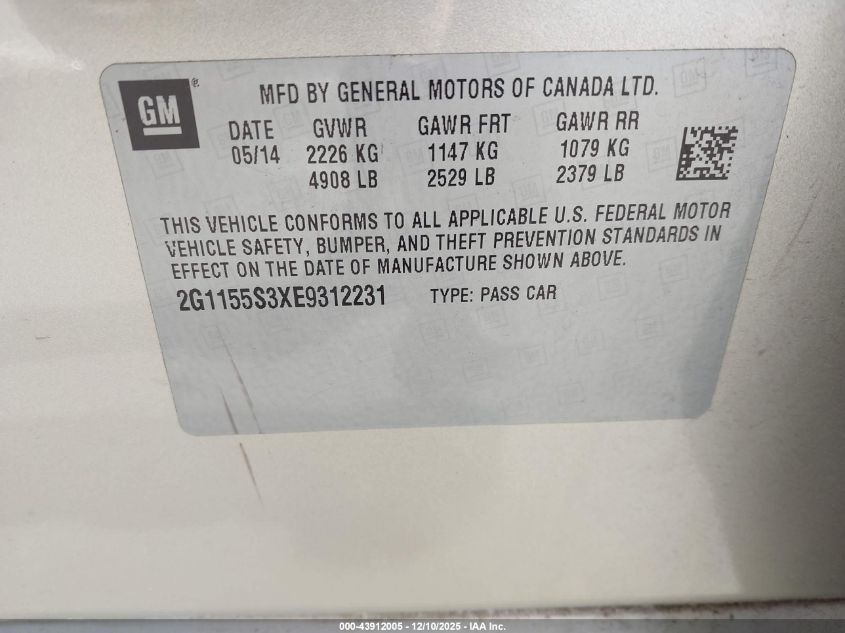 GM ®
MFD BY GENERAL MOTORS OF CANADA LTD.
DATE GVWR GAWR FRT GAWR RR
05/14 2226 KG 1147 KG 1079 KG
4908 LB 2529 LB 2379 LB
THIS VEHICLE CONFORMS TO ALL APPLICABLE U.S. FEDERAL MOTOR
VEHICLE SAFETY, BUMPER, AND THEFT PREVENTION STANDARDS IN
EFFECT ON THE DATE OF MANUFACTURE SHOWN ABOVE.
2G1155S3XE9312231 TYPE: PASS CAR
000-43912005 - 12/10/2025 - IAA Inc.